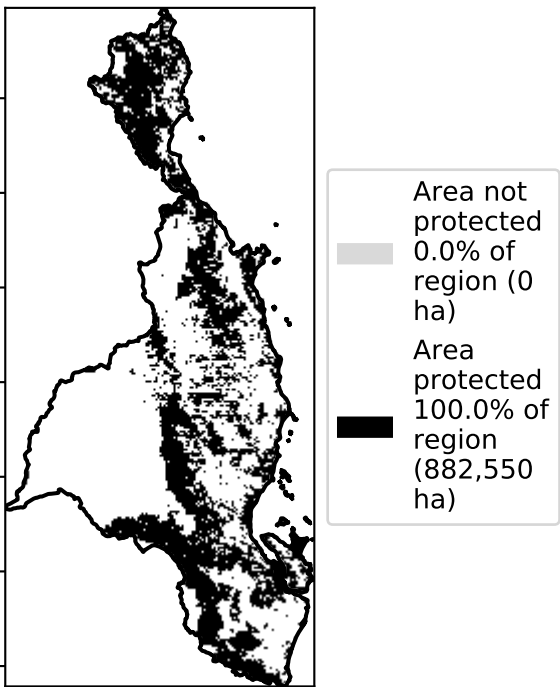 Area not
protected
0.0% of
region (0
ha)
Area
protected
100.0% of
region
(882,550
ha)